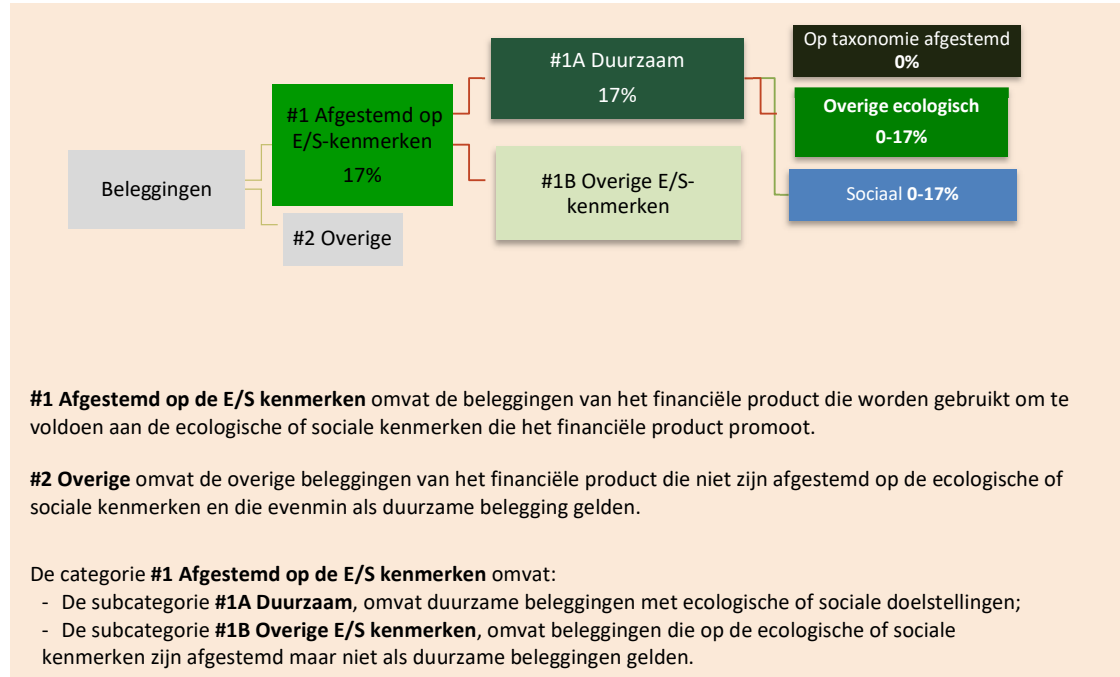 Beleggingen
#1 Afgestemd op
E/S-kenmerken
17%
#2 Overige
#1A Duurzaam
17%
#1B Overige E/S-
kenmerken
Op taxonomie afgestemd
0%
Overige ecologisch
0-17%
Sociaal 0-17%
#1 Afgestemd op de E/S kenmerken omvat de beleggingen van het financiële product die worden gebruikt om te
voldoen aan de ecologische of sociale kenmerken die het financiële product promoot.
#2 Overige omvat de overige beleggingen van het financiële product die niet zijn afgestemd op de ecologische of
sociale kenmerken en die evenmin als duurzame belegging gelden.
De categorie #1 Afgestemd op de E/S kenmerken omvat:
- De subcategorie #1A Duurzaam, omvat duurzame beleggingen met ecologische of sociale doelstellingen;
- De subcategorie #1B Overige E/S kenmerken, omvat beleggingen die op de ecologische of sociale
kenmerken zijn afgestemd maar niet als duurzame beleggingen gelden.